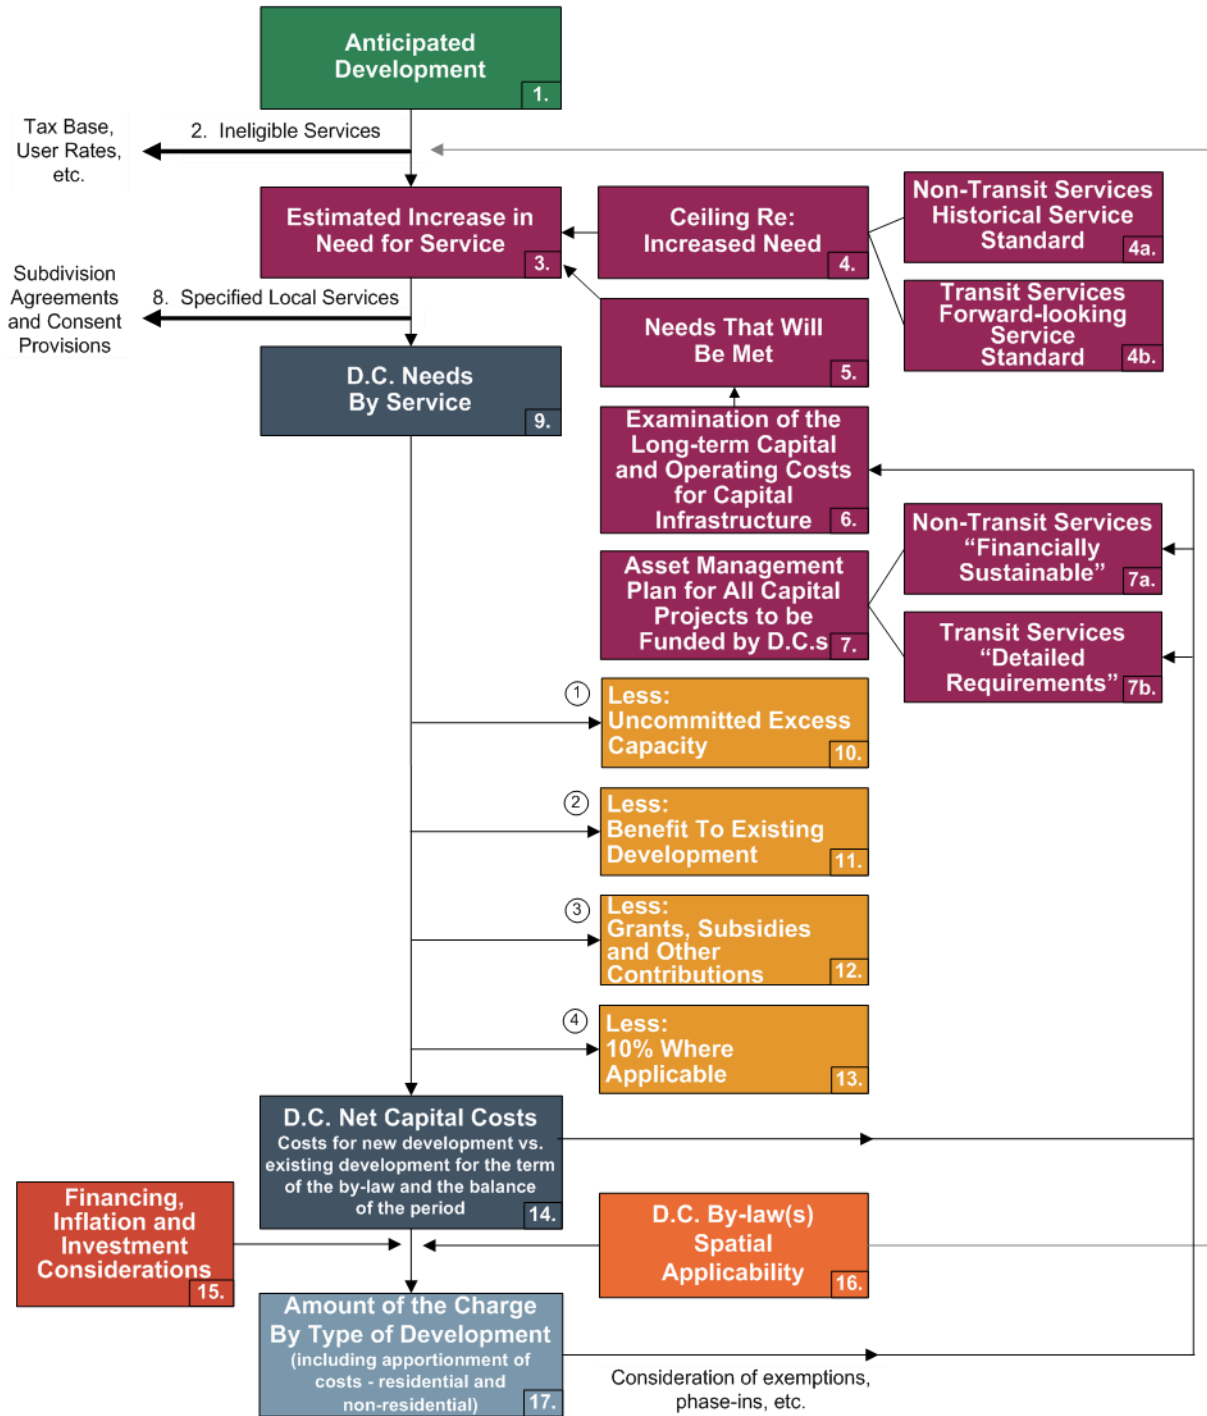 Anticipated
Development
1.
Tax Base,
User Rates,
etc.
2. Ineligible Services
Estimated Increase in
Need for Service
3.
Ceiling Re:
Increased Need
4.
Non-Transit Services
Historical Service
Standard
4a.
Transit Services
Forward-looking
Service
Standard
4b.
Subdivision
Agreements
and Consent
Provisions
8. Specified Local Services
Needs That Will
Be Met
5.
D.C. Needs
By Service
9.
Examination of the
Long-term Capital
and Operating Costs
for Capital
Infrastructure
6.
Asset Management
Plan for All Capital
Projects to be
Funded by D.C.s
7.
Non-Transit Services
“Financially
Sustainable”
7a.
Transit Services
“Detailed
Requirements”
7b.
1
Less:
Uncommitted Excess
Capacity
10.
2
Less:
Benefit To Existing
Development
11.
3
Less:
Grants, Subsidies
and Other
Contributions
12.
4
Less:
10% Where
Applicable
13.
D.C. Net Capital Costs
Costs for new development vs.
existing development for the term
of the by-law and the balance
of the period
14.
Financing,
Inflation and
Investment
Considerations
15.
D.C. By-law(s)
Spatial
Applicability
16.
Amount of the Charge
By Type of Development
(including apportionment of
costs - residential and
non-residential)
17.
Consideration of exemptions,
phase-ins, etc.